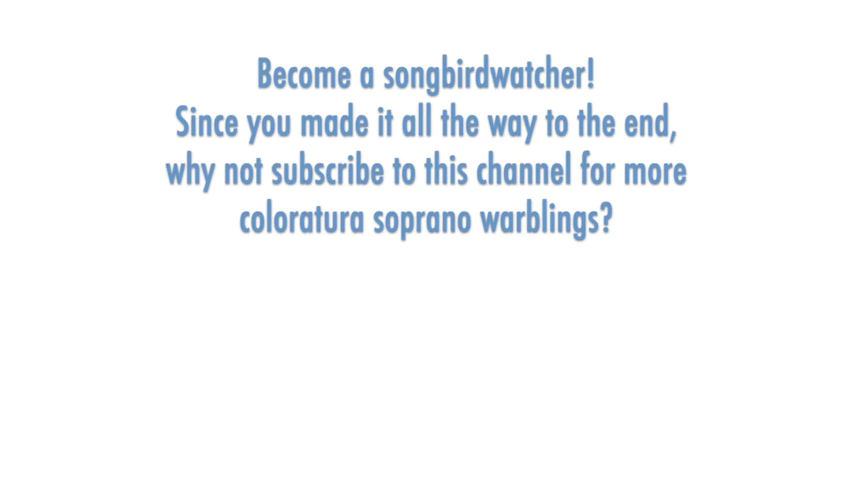 Become a songbirdwatcher!
Since you made it all the way to the end,
why not subscribe to this channel for more
coloratura soprano warblings?